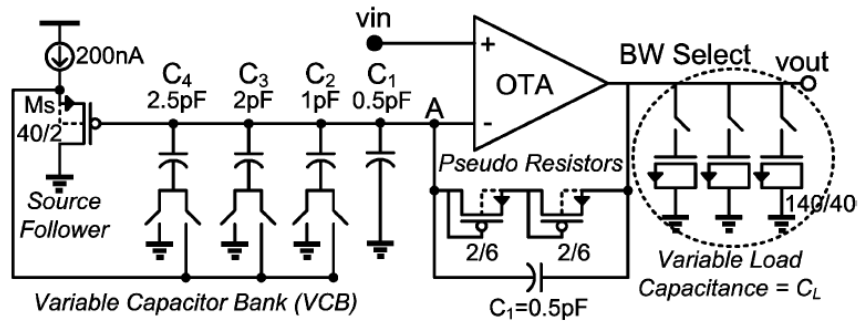 vin
200nA
C4
2.5pF
C3
2pF
C2
1pF
C1
0.5pF
A
+
-
OTA
BW Select
vout
Ms
40/2
Source
Follower
Pseudo Resistors
2/6
2/6
140/40
C1=0.5pF
Variable Load
Capacitance = CL
Variable Capacitor Bank (VCB)